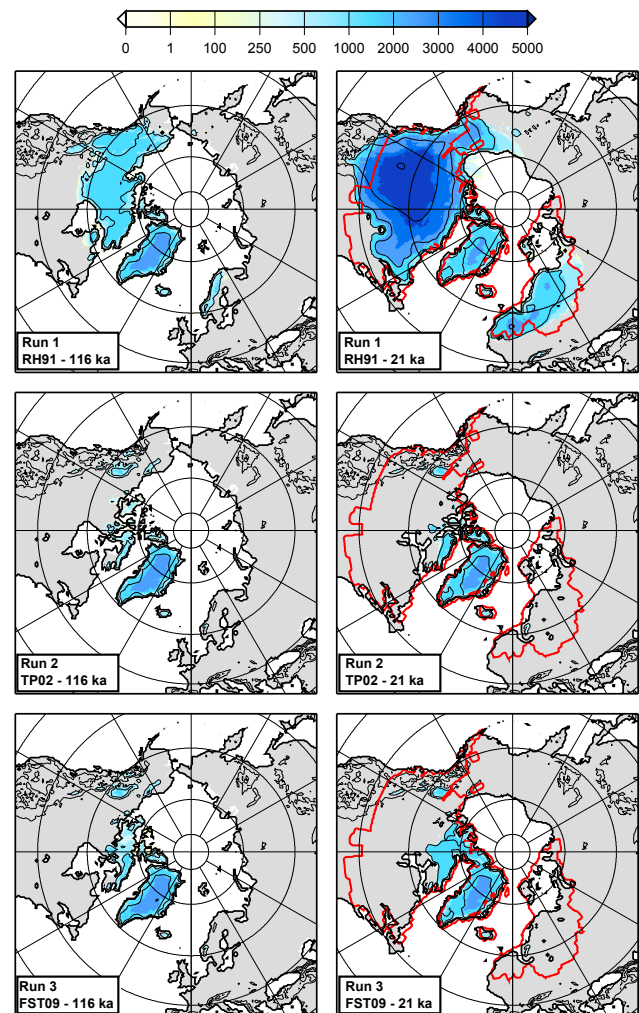 0 1 100 250 500 1000 2000 3000 4000 5000
Run 1
RH91 - 116 ka
Run 1
RH91 - 21 ka
Run 2
TP02 - 116 ka
Run 2
TP02 - 21 ka
Run 3
FST09 - 116 ka
Run 3
FST09 - 21 ka